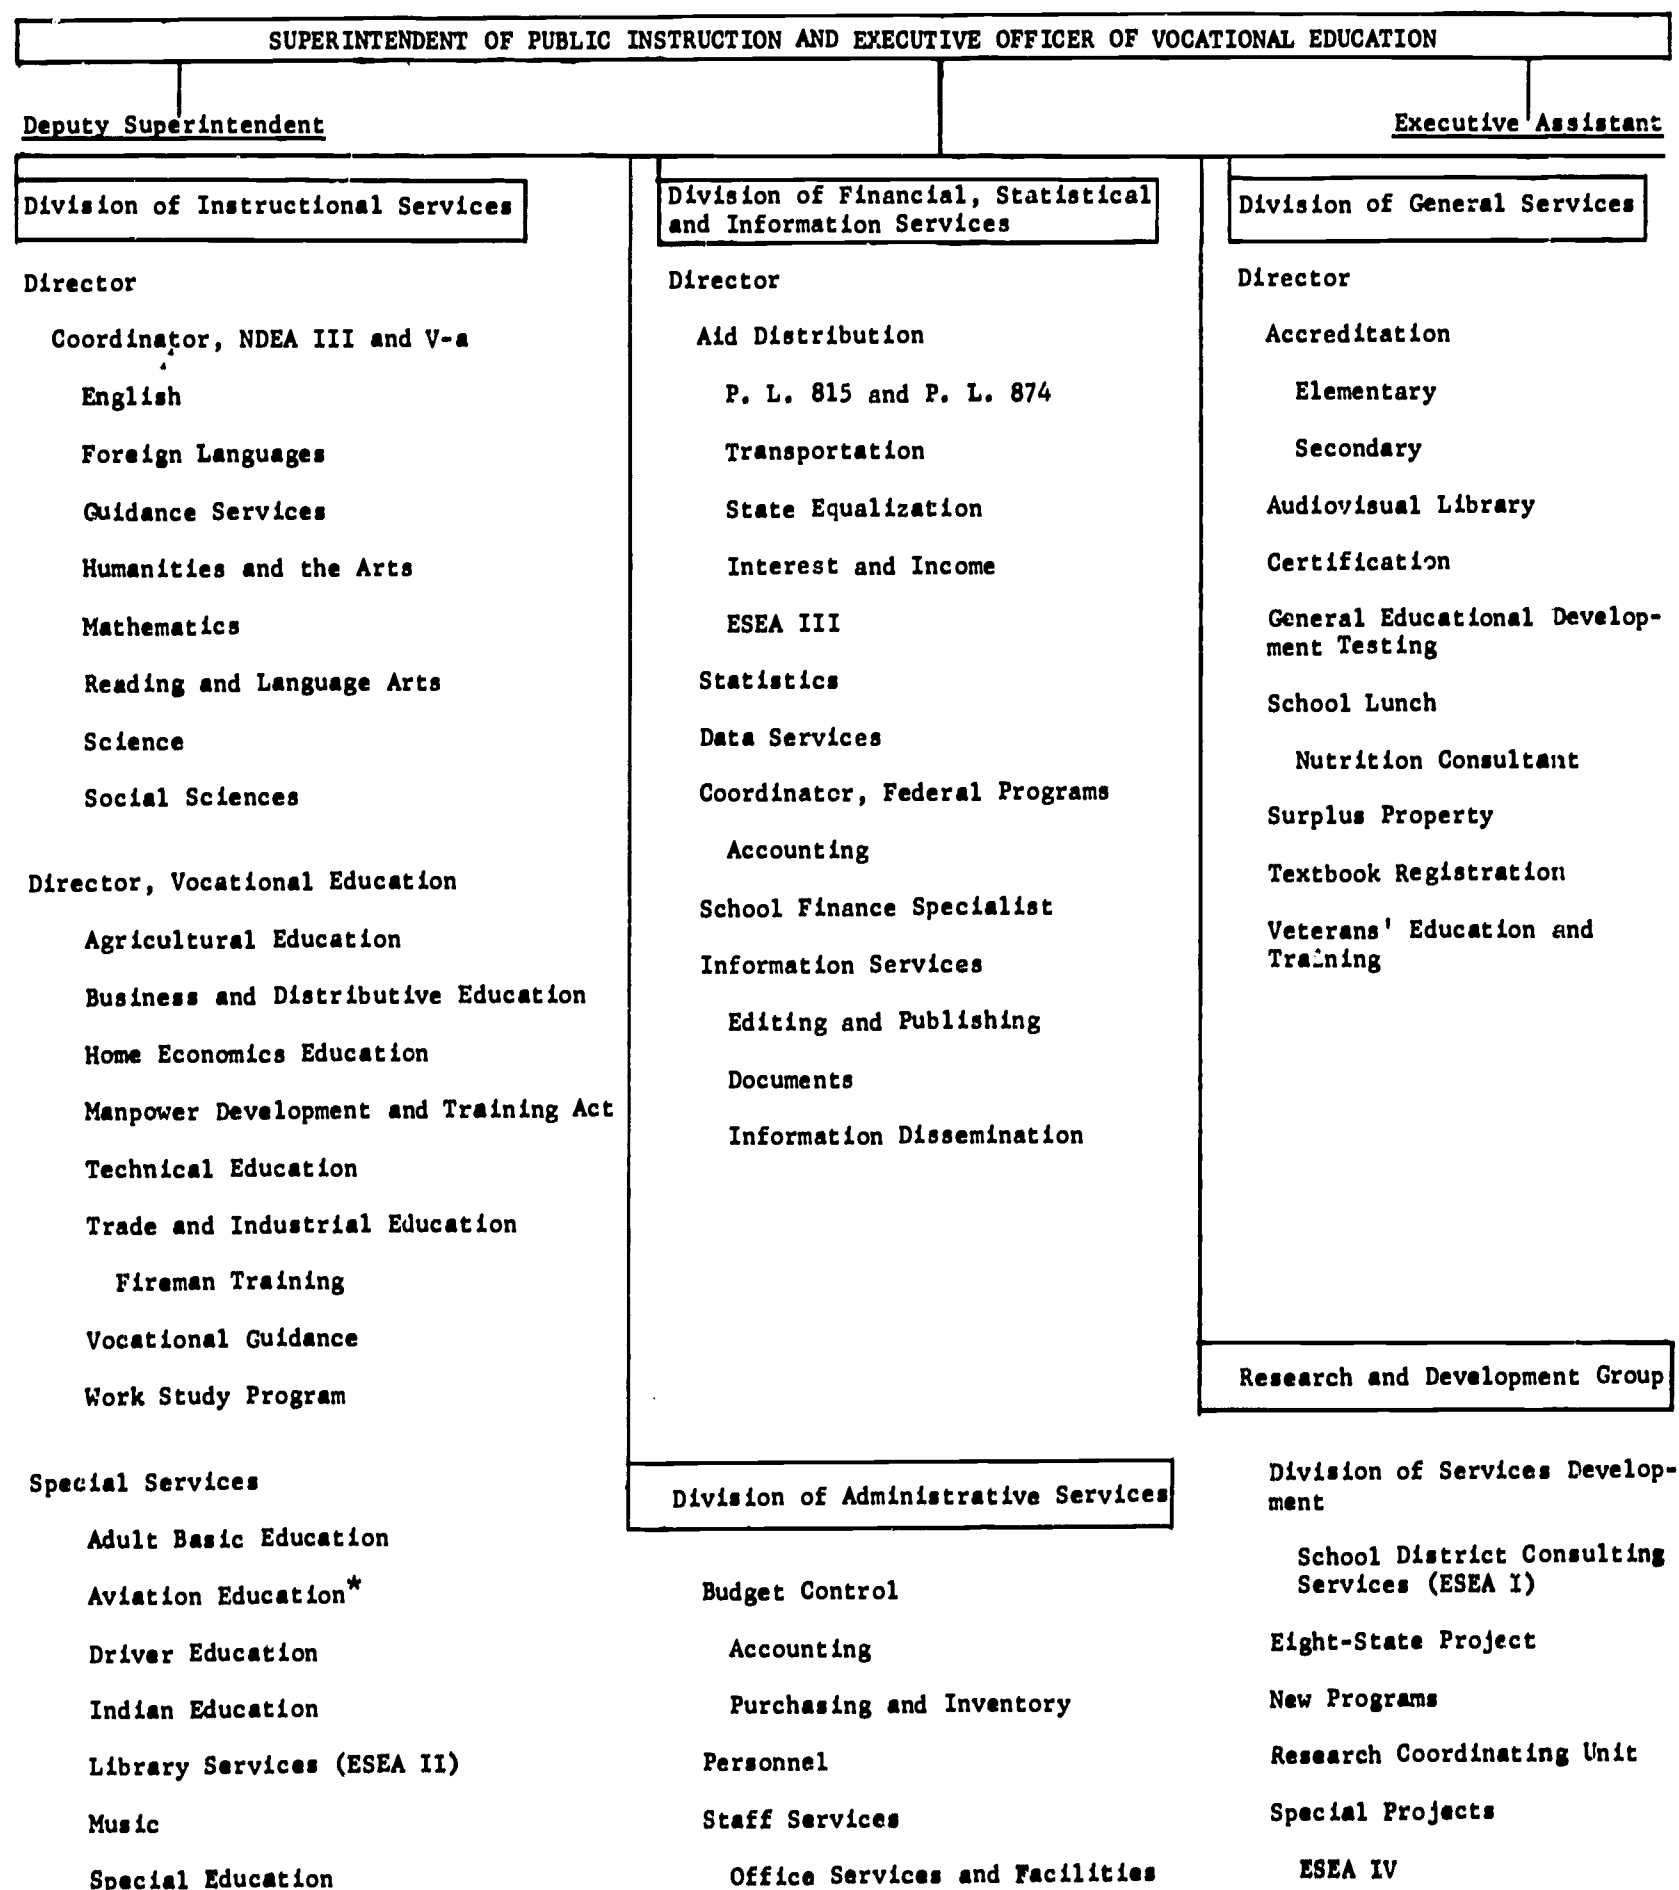 SUPERINTENDENT OF PUBLIC INSTRUCTION AND EXECUTIVE OFFICER OF VOCATIONAL EDUCATION
Deputy Superintendent
Executive Assistant
Division of Instructional Services
Director
Coordinator, NDEA III and V-a
English
Foreign Languages
Guidance Services
Humanities and the Arts
Mathematics
Reading and Language Arts
Science
Social Sciences
Director, Vocational Education
Agricultural Education
Business and Distributive Education
Home Economics Education
Manpower Development and Training Act
Technical Education
Trade and Industrial Education
Fireman Training
Vocational Guidance
Work Study Program
Special Services
Adult Basic Education
Aviation Education*
Driver Education
Indian Education
Library Services (ESEA II)
Music
Special Education
Division of Financial, Statistical
and Information Services
Director
Aid Distribution
P. L. 815 and P. L. 874
Transportation
State Equalization
Interest and Income
ESEA III
Statistics
Data Services
Coordinator, Federal Programs
Accounting
School Finance Specialist
Information Services
Editing and Publishing
Documents
Information Dissemination
Division of Administrative Services
Budget Control
Accounting
Purchasing and Inventory
Personnel
Staff Services
Office Services and Facilities
Division of General Services
Director
Accreditation
Elementary
Secondary
Audiovisual Library
Certification
General Educational Develop-
ment Testing
School Lunch
Nutrition Consultant
Surplus Property
Textbook Registration
Veterans' Education and
Training
Research and Development Group
Division of Services Develop-
ment
School District Consulting
Services (ESEA I)
Eight-State Project
New Programs
Research Coordinating Unit
Special Projects
ESEA IV